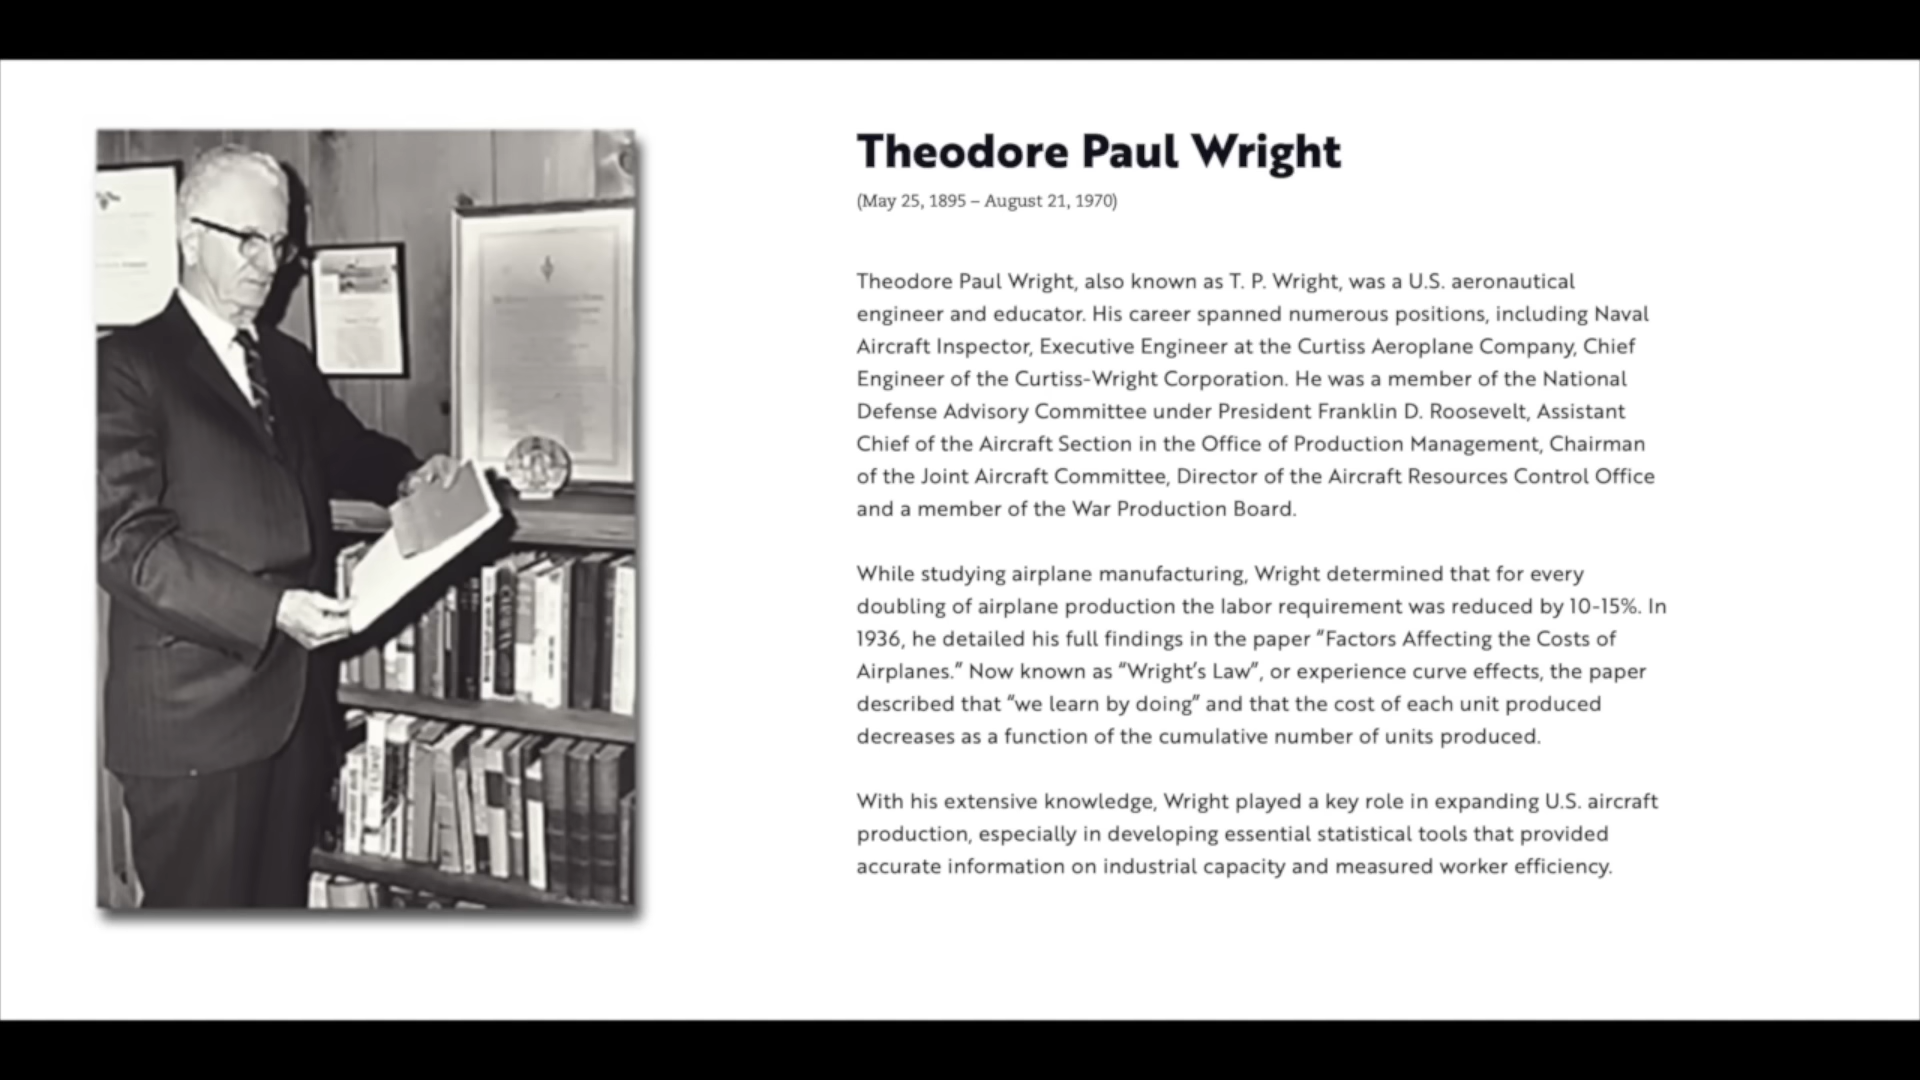 Theodore Paul Wright
(May 25, 1895 – August 21, 1970)
Theodore Paul Wright, also known as T. P. Wright, was a U.S. aeronautical
engineer and educator. His career spanned numerous positions, including Naval
Aircraft Inspector, Executive Engineer at the Curtiss Aeroplane Company, Chief
Engineer of the Curtiss-Wright Corporation. He was a member of the National
Defense Advisory Committee under President Franklin D. Roosevelt, Assistant
Chief of the Aircraft Section in the Office of Production Management, Chairman
of the Joint Aircraft Committee, Director of the Aircraft Resources Control Office
and a member of the War Production Board.
While studying airplane manufacturing, Wright determined that for every
doubling of airplane production the labor requirement was reduced by 10-15%. In
1936, he detailed his full findings in the paper “Factors Affecting the Costs of
Airplanes.” Now known as “Wright’s Law”, or experience curve effects, the paper
described that “we learn by doing” and that the cost of each unit produced
decreases as a function of the cumulative number of units produced.
With his extensive knowledge, Wright played a key role in expanding U.S. aircraft
production, especially in developing essential statistical tools that provided
accurate information on industrial capacity and measured worker efficiency.